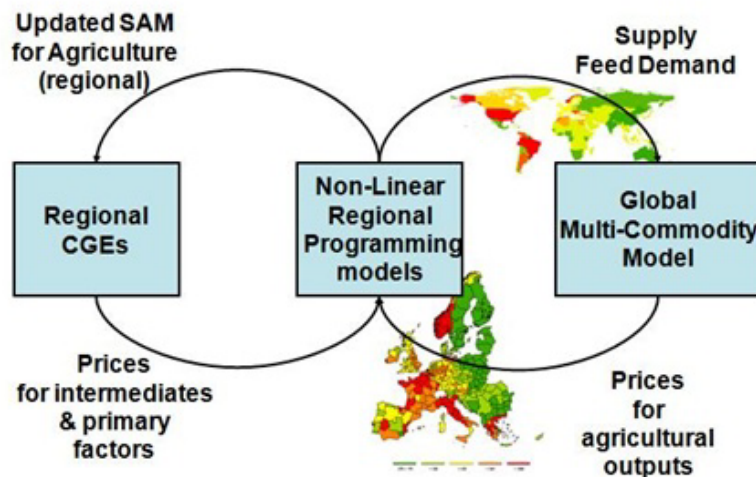 Updated SAM
for Agriculture
(regional)
Supply
Feed Demand
Regional
CGEs
Non-Linear
Regional
Programming
models
Global
Multi-Commodity
Model
Prices
for intermediates
& primary
factors
Prices
for
agricultural
outputs